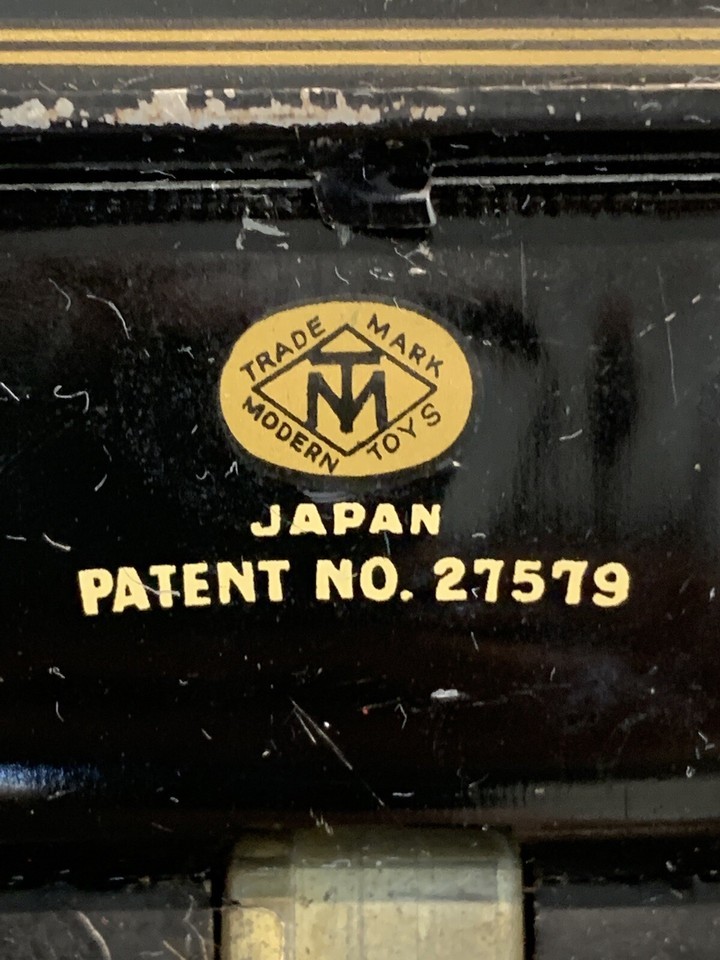 TRADE MARK
TM
MODERN TOYS
JAPAN
PATENT NO. 27579